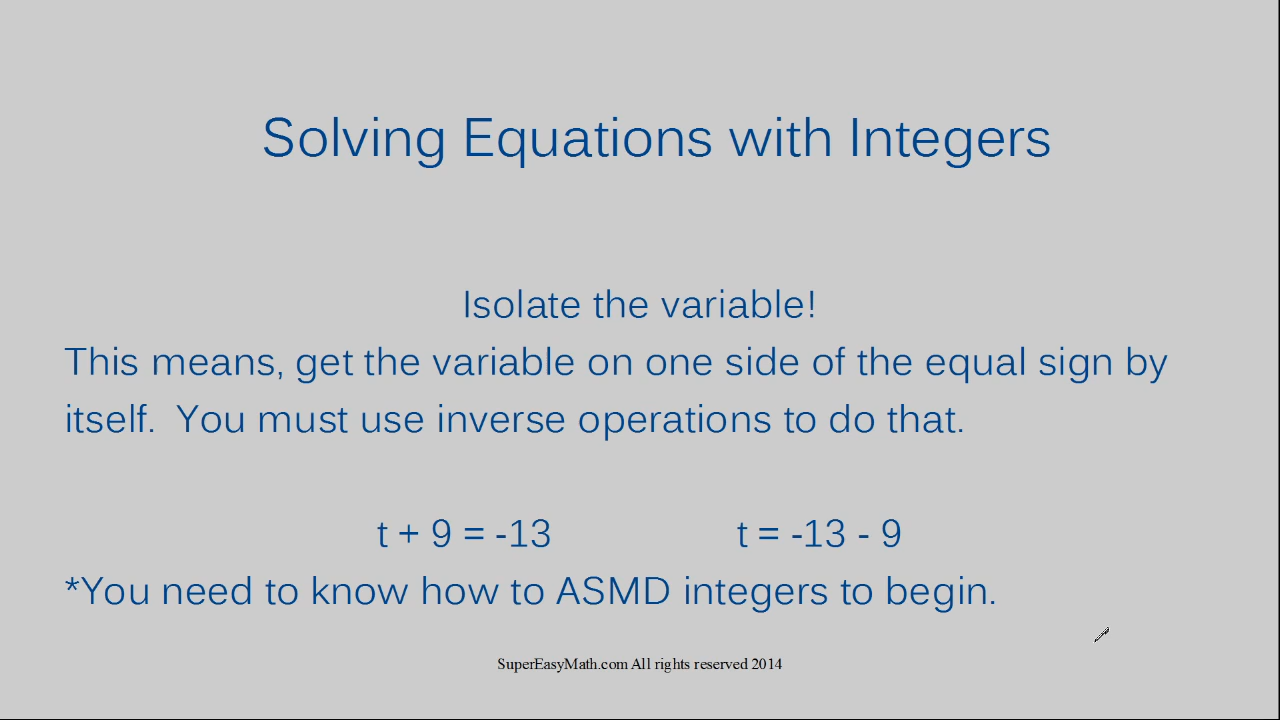 Solving Equations with Integers
Isolate the variable!
This means, get the variable on one side of the equal sign by
itself.  You must use inverse operations to do that.
t + 9 = -13 t = -13 - 9
*You need to know how to ASMD integers to begin.
SuperEasyMath.com All rights reserved 2014